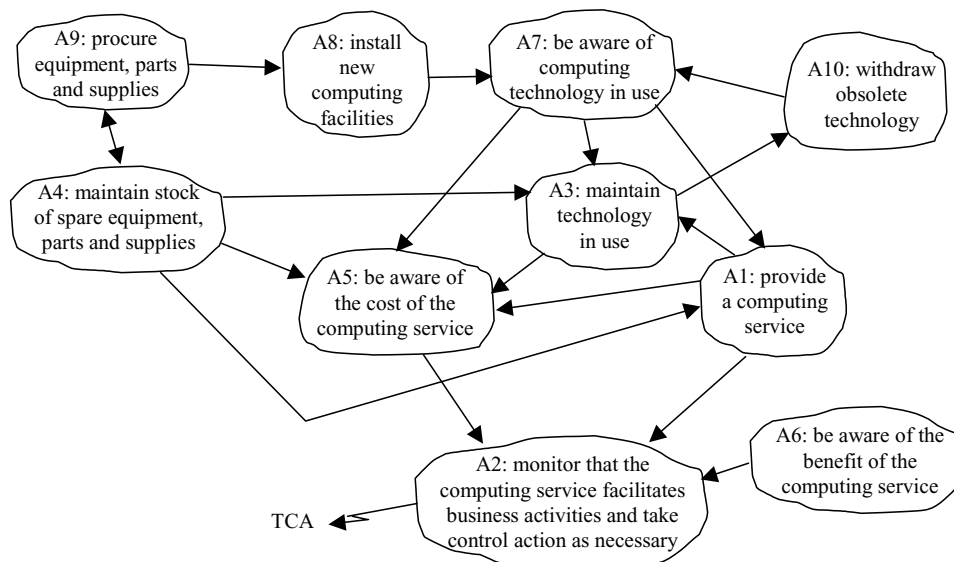 A9: procure
equipment, parts
and supplies
A8: install
new
computing
facilities
A7: be aware of
computing
technology in use
A10: withdraw
obsolete
technology
A4: maintain stock
of spare equipment,
parts and supplies
A3: maintain
technology
in use
A5: be aware of
the cost of the
computing service
A1: provide
a computing
service
A6: be aware of the
benefit of the
computing service
A2: monitor that the
computing service facilitates
business activities and take
control action as necessary
TCA